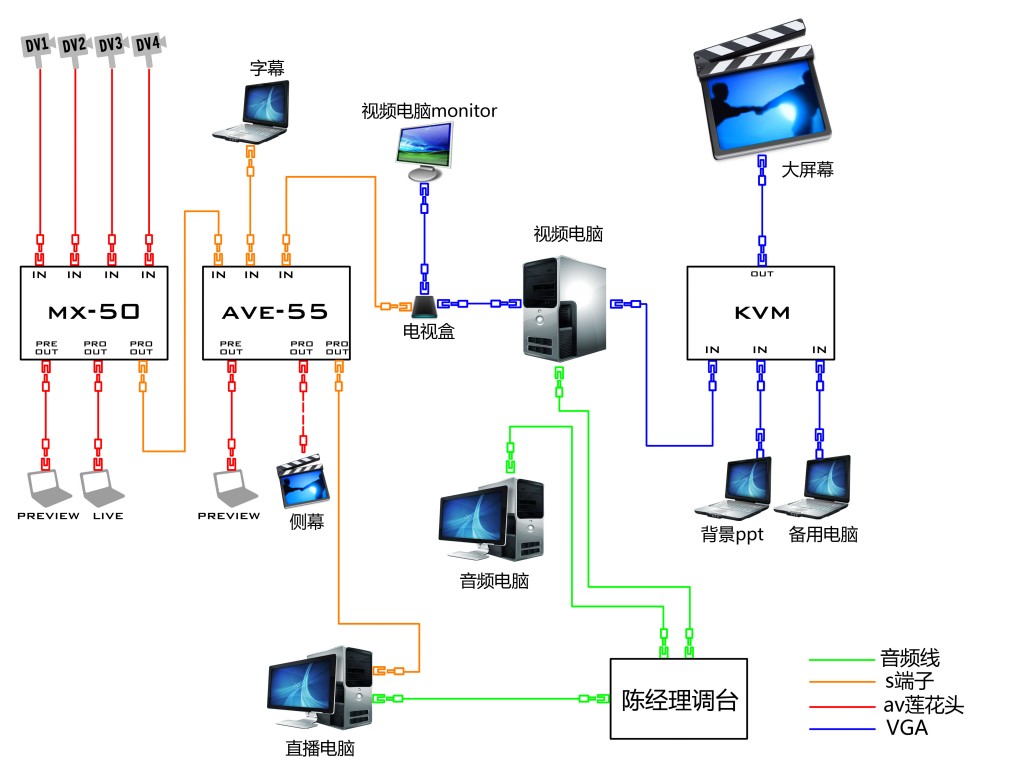 DV1 DV2 DV3 DV4
字幕
视频电脑monitor
大屏幕
视频电脑
IN IN IN IN
MX-50
PRE OUT
PRO OUT
PRO OUT
IN IN IN
AVE-55
PRE OUT
PRO OUT
PRO OUT
电视盒
OUT
KVM
IN IN IN
PREVIEW
LIVE
PREVIEW
侧幕
背景ppt
备用电脑
音频电脑
直播电脑
陈经理调台
音频线
s端子
av莲花头
VGA